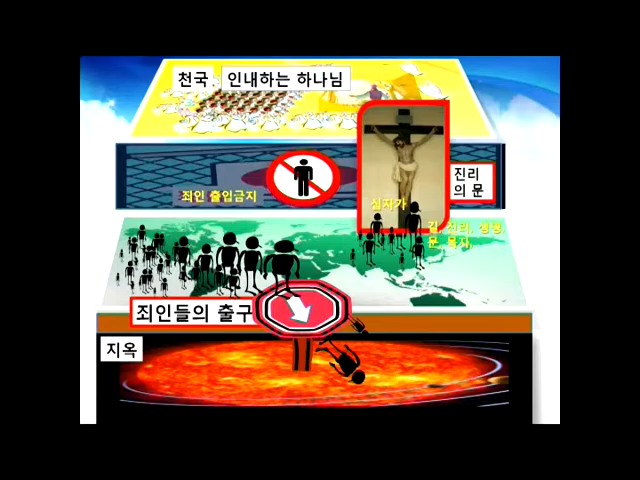 천국 인내하는 하나님
진리
의 문
죄인 출입금지
십자가
길, 진리, 생명,
문, 목자,
죄인들의 출구
지옥